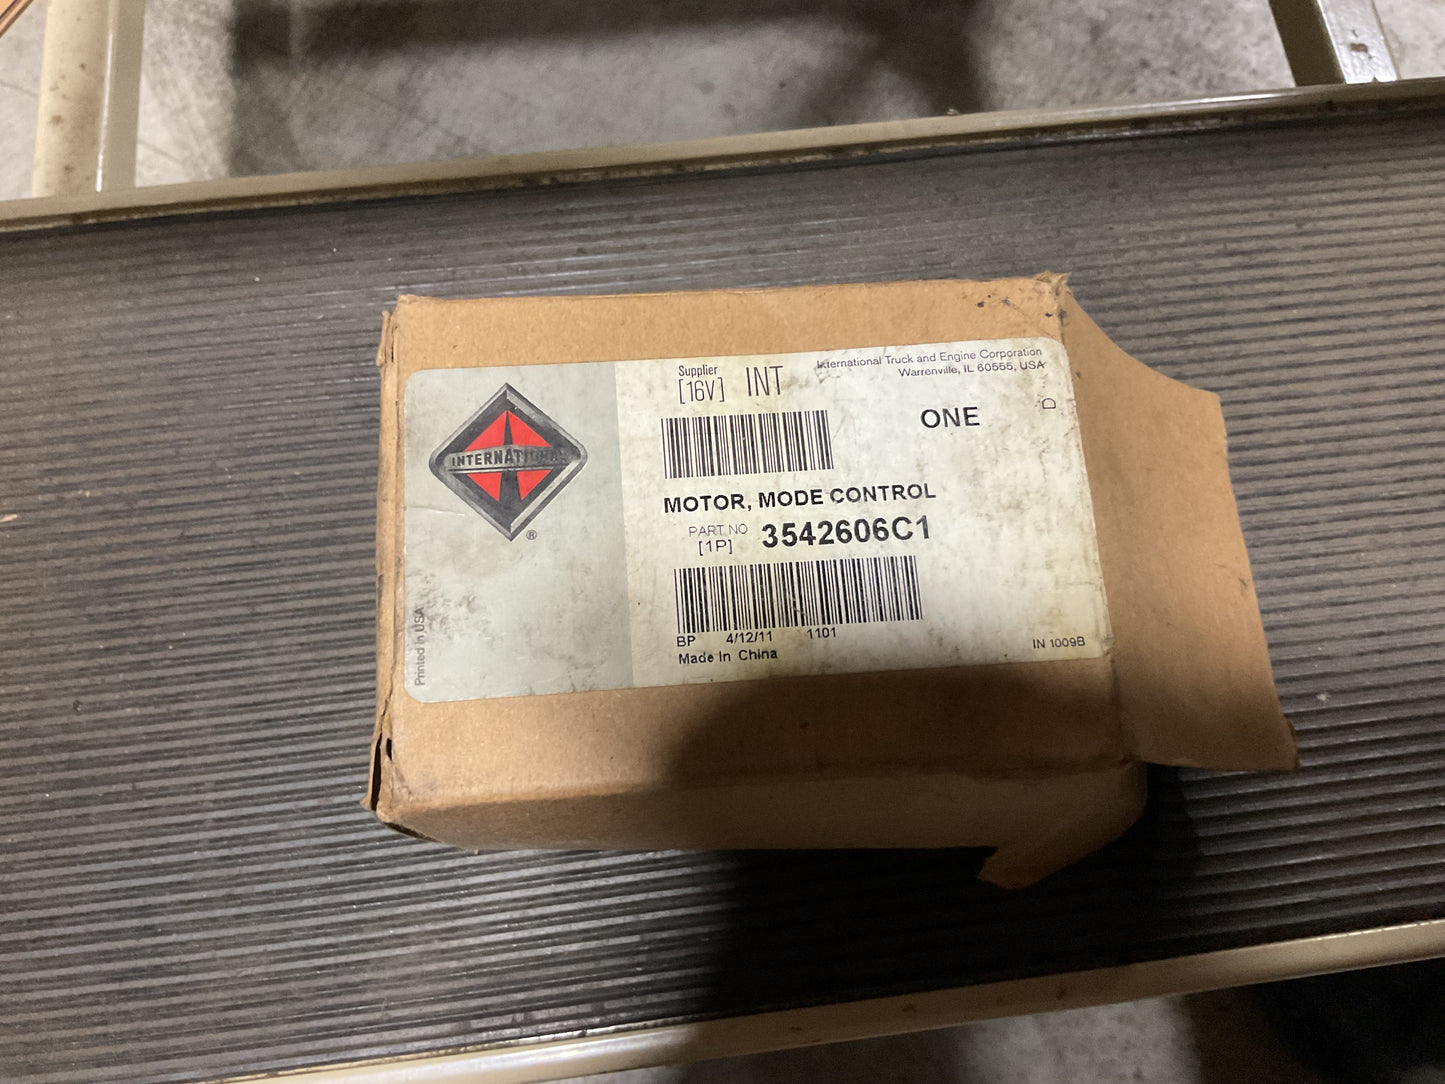 Supplier
[16V] INT
International Truck and Engine Corporation
Warrenville, IL 60555, USA
ONE
D
INTERNATIONAL
®
MOTOR, MODE CONTROL
PART NO
[1P] 3542606C1
BP 4/12/11 1101
Made In China
IN 1009B
Printed in USA